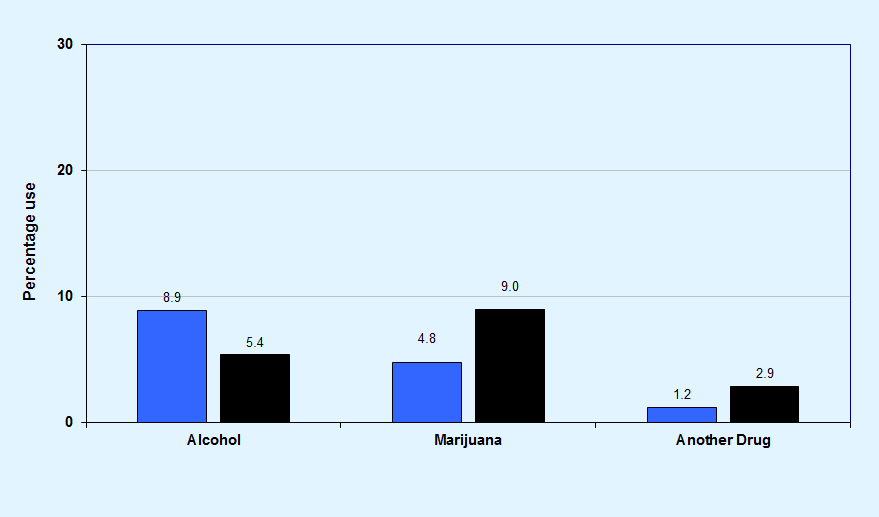 30
20
10
0
Percentage use
8.9
5.4
4.8
9.0
1.2
2.9
Alcohol
Marijuana
Another Drug